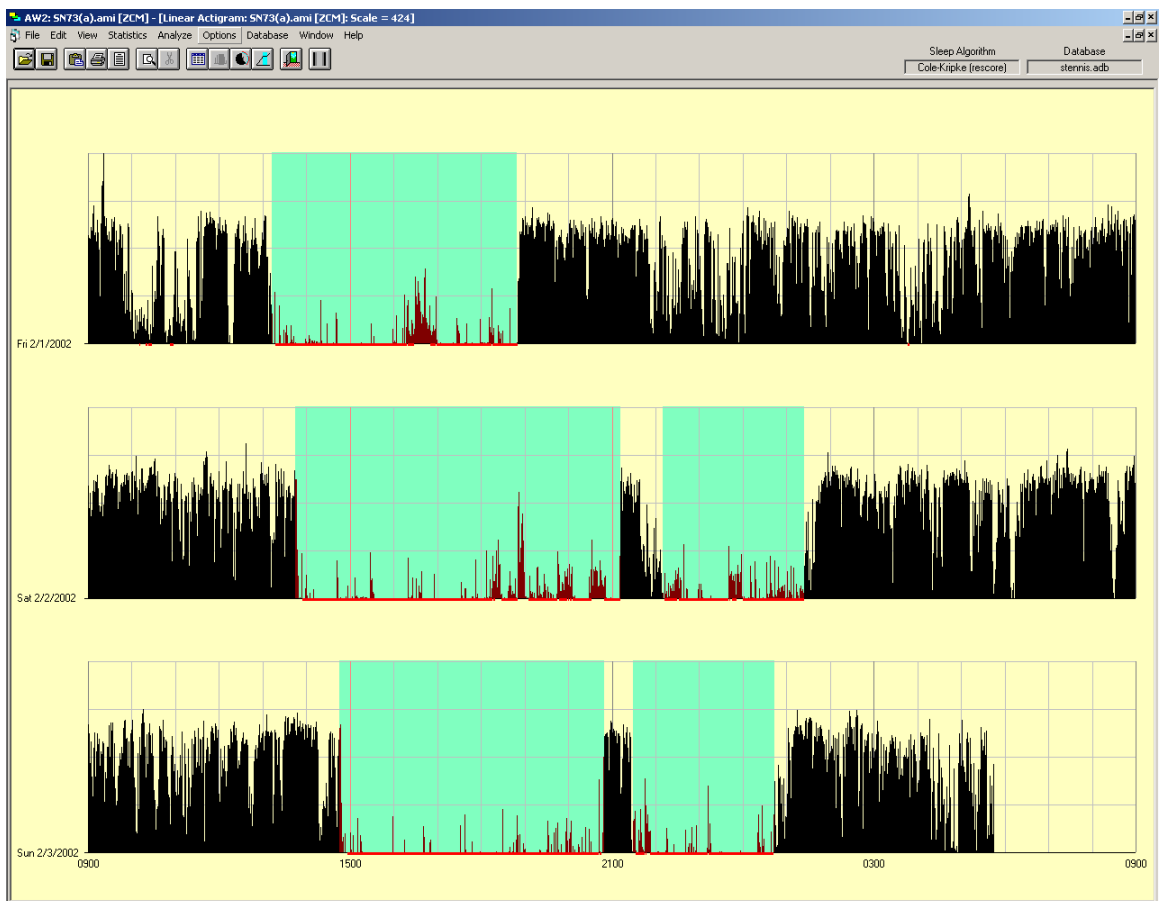 AW2: SN73(a).ami [ZCM] - [Linear Actigram: SN73(a).ami [ZCM]: Scale = 424]
File Edit View Statistics Analyze Options Database Window Help
Sleep Algorithm Database
Cole-Kripke (rescore) stennis.adb
Fri 2/1/2002
Sat 2/2/2002
Sun 2/3/2002
0900 1500 2100 0300 0900